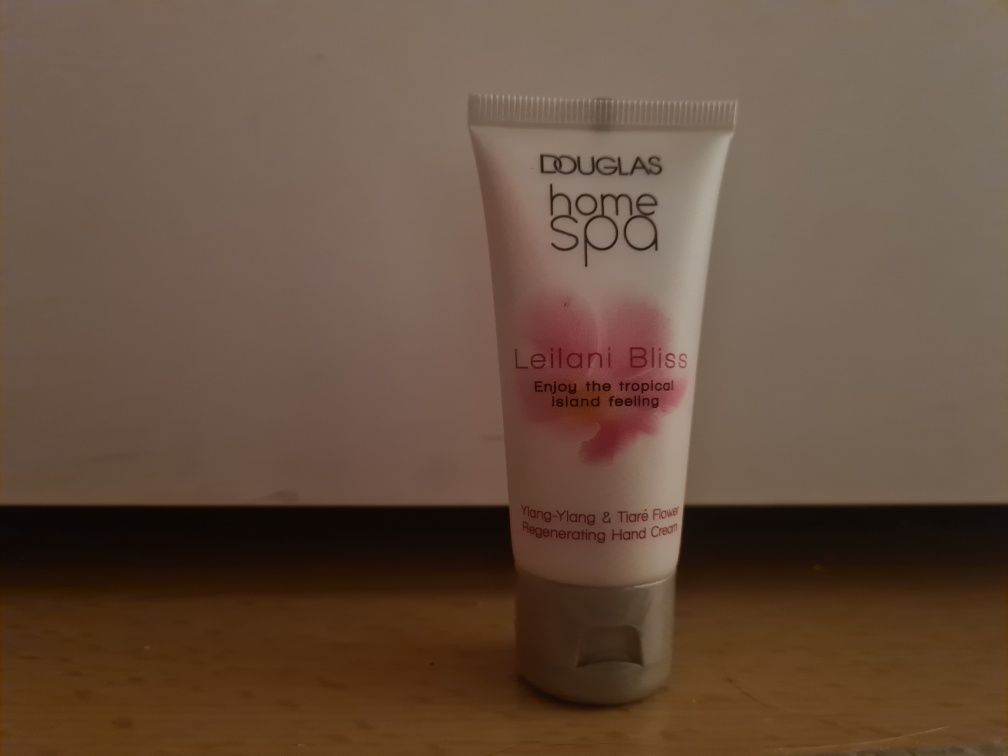 DOUGLAS
home
spa
Leilani Bliss
Enjoy the tropical
island feeling
Ylang-Ylang & Tiaré Flower
Regenerating Hand Cream